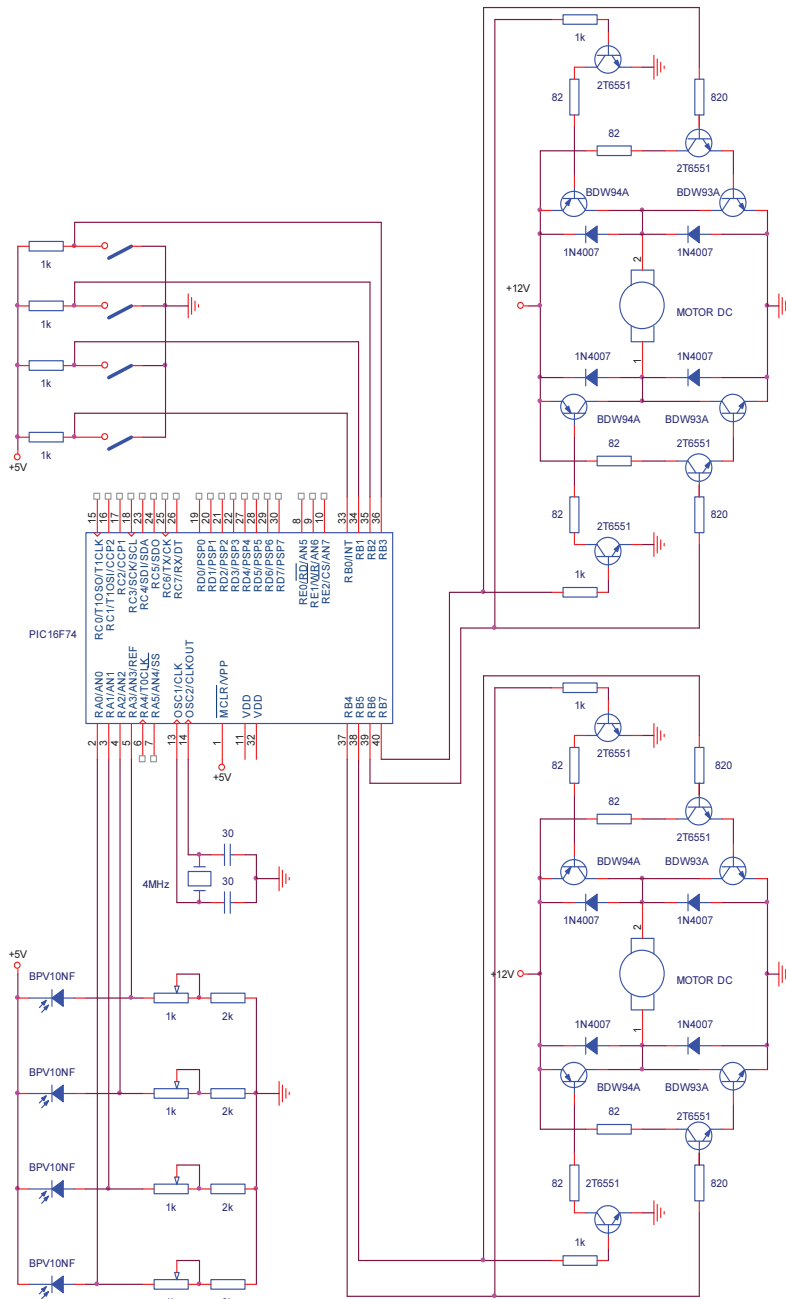 1k
2T6551
82
820
82
2T6551
BDW94A
BDW93A
1N4007
1N4007
2
+12V
MOTOR DC
1
1N4007
1N4007
BDW94A
BDW93A
82
2T6551
82
820
2T6551
1k
1k
1k
1k
1k
+5V
15
16
17
18
23
24
25
26
19
20
21
22
27
28
29
30
8
9
10
33
34
35
36
RC0/T1OSO/T1CLK
RC1/T1OSI/CCP2
RC2/CCP1
RC3/SCK/SCL
RC4/SDI/SDA
RC5/SDO
RC6/TX/CK
RC7/RX/DT
RD0/PSP0
RD1/PSP1
RD2/PSP2
RD3/PSP3
RD4/PSP4
RD5/PSP5
RD6/PSP6
RD7/PSP7
RE0/RD/AN5
RE1/WR/AN6
RE2/CS/AN7
RB0/INT
RB1
RB2
RB3
PIC16F74
RA0/AN0
RA1/AN1
RA2/AN2
RA3/AN3/REF
RA4/T0CLK
RA5/AN4/SS
OSC1/CLK
OSC2/CLKOUT
MCLR/VPP
VDD
VDD
RB4
RB5
RB6
RB7
2
3
4
5
6
7
13
14
1
11
32
37
38
39
40
+5V
30
4MHz
30
1k
2T6551
82
820
82
2T6551
BDW94A
BDW93A
1N4007
1N4007
2
+12V
MOTOR DC
1
1N4007
1N4007
BDW94A
BDW93A
82
2T6551
82
2T6551
820
1k
+5V
BPV10NF
1k
2k
BPV10NF
1k
2k
BPV10NF
1k
2k
BPV10NF